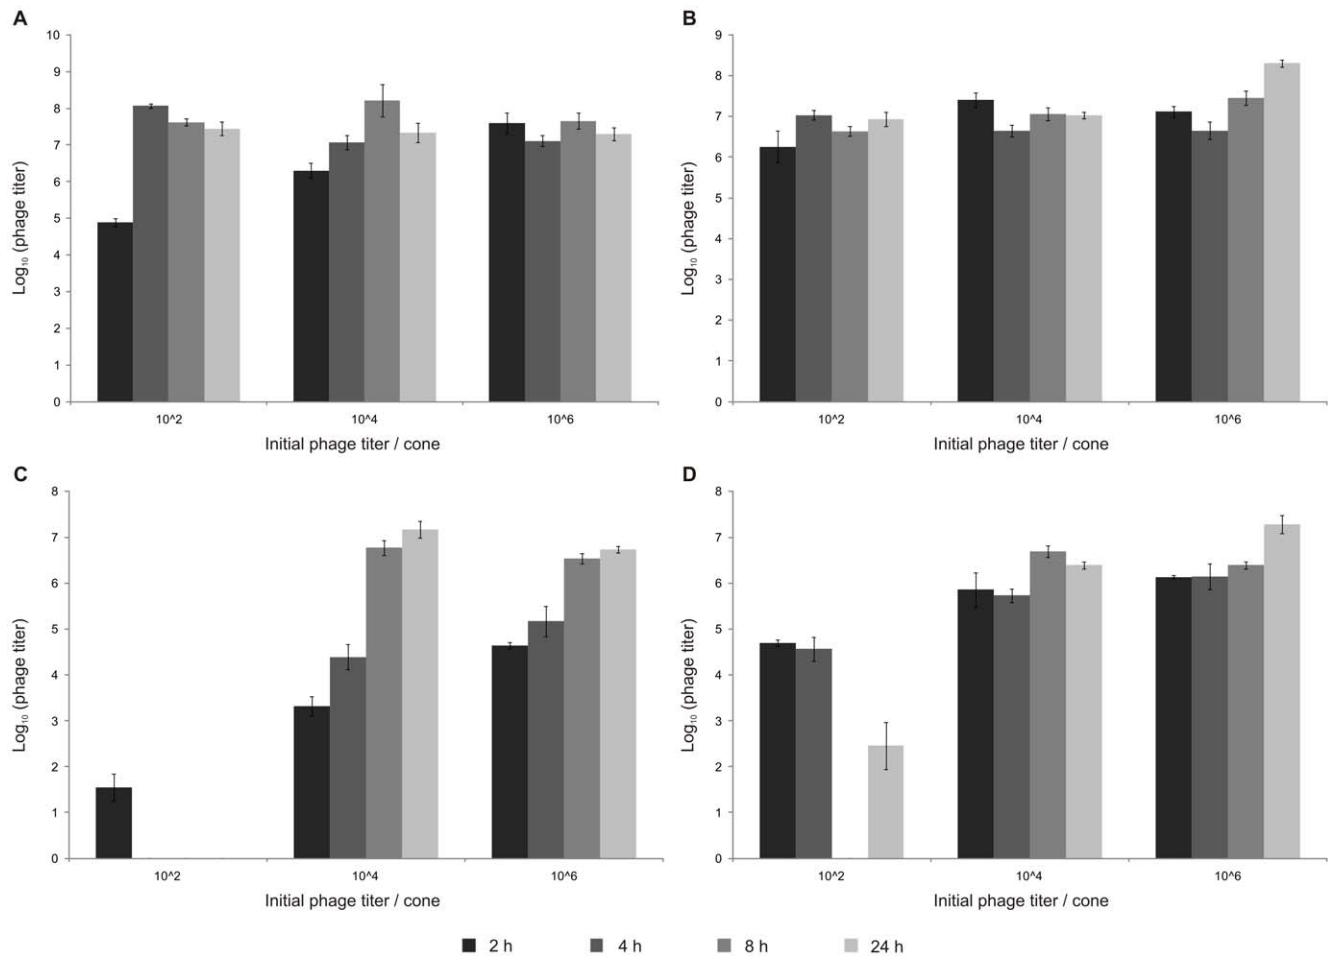 A
10
9
8
7
6
5
4
3
2
1
0
Log₁₀ (phage titer)
10^2 10^4 10^6
Initial phage titer / cone
B
9
8
7
6
5
4
3
2
1
0
Log₁₀ (phage titer)
10^2 10^4 10^6
Initial phage titer / cone
C
8
7
6
5
4
3
2
1
0
Log₁₀ (phage titer)
10^2 10^4 10^6
Initial phage titer / cone
D
8
7
6
5
4
3
2
1
0
Log₁₀ (phage titer)
10^2 10^4 10^6
Initial phage titer / cone
2 h 4 h 8 h 24 h